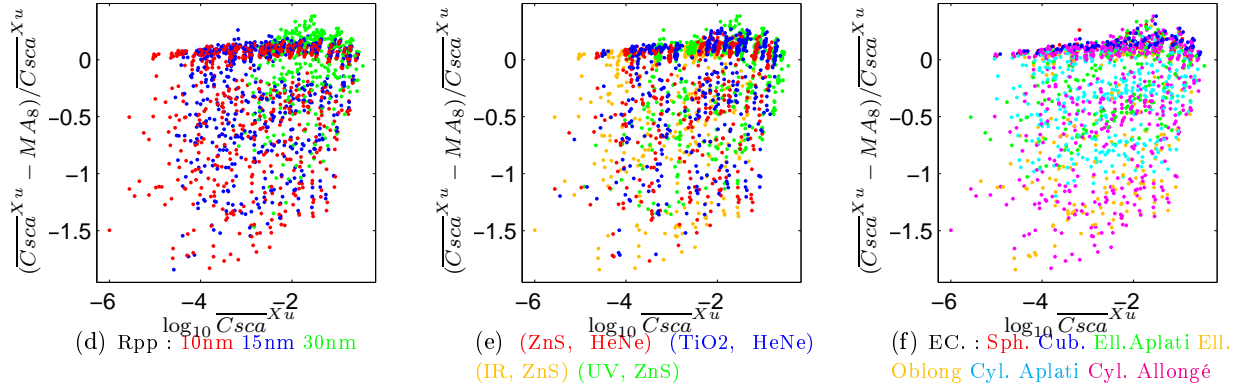 0
−0.5
−1
−1.5
(Csca^Xu − MA₈)/Csca^Xu
−6 −4 −2
log₁₀ Csca^Xu
(d) Rpp : 10nm 15nm 30nm
0
−0.5
−1
−1.5
(Csca^Xu − MA₈)/Csca^Xu
−6 −4 −2
log₁₀ Csca^Xu
(e) (ZnS, HeNe) (TiO2, HeNe)
(IR, ZnS) (UV, ZnS)
0
−0.5
−1
−1.5
(Csca^Xu − MA₈)/Csca^Xu
−6 −4 −2
log₁₀ Csca^Xu
(f) EC. : Sph. Cub. Ell.Aplati Ell.
Oblong Cyl. Aplati Cyl. Allongé